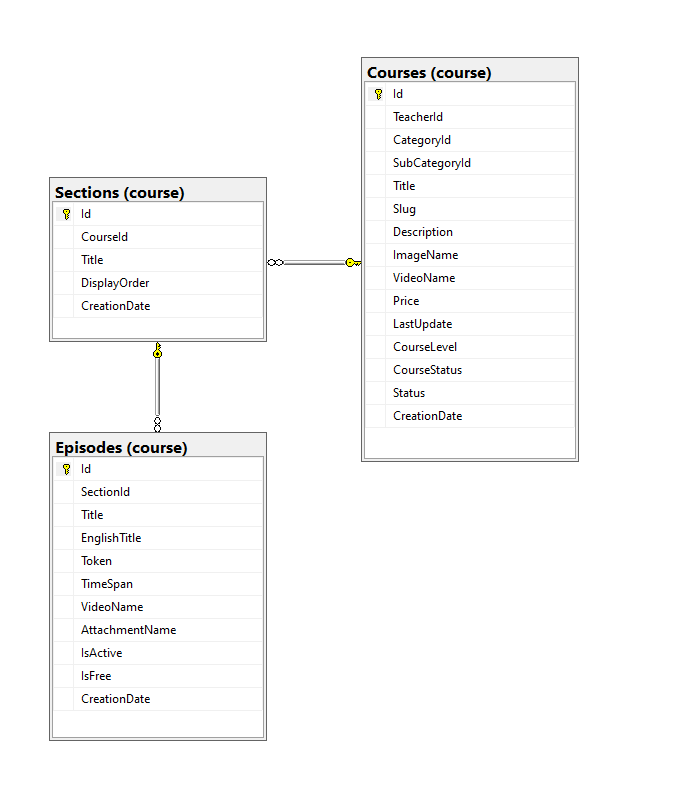 Courses (course)
Id
TeacherId
CategoryId
SubCategoryId
Title
Slug
Description
ImageName
VideoName
Price
LastUpdate
CourseLevel
CourseStatus
Status
CreationDate
Sections (course)
Id
CourseId
Title
DisplayOrder
CreationDate
Episodes (course)
Id
SectionId
Title
EnglishTitle
Token
TimeSpan
VideoName
AttachmentName
IsActive
IsFree
CreationDate